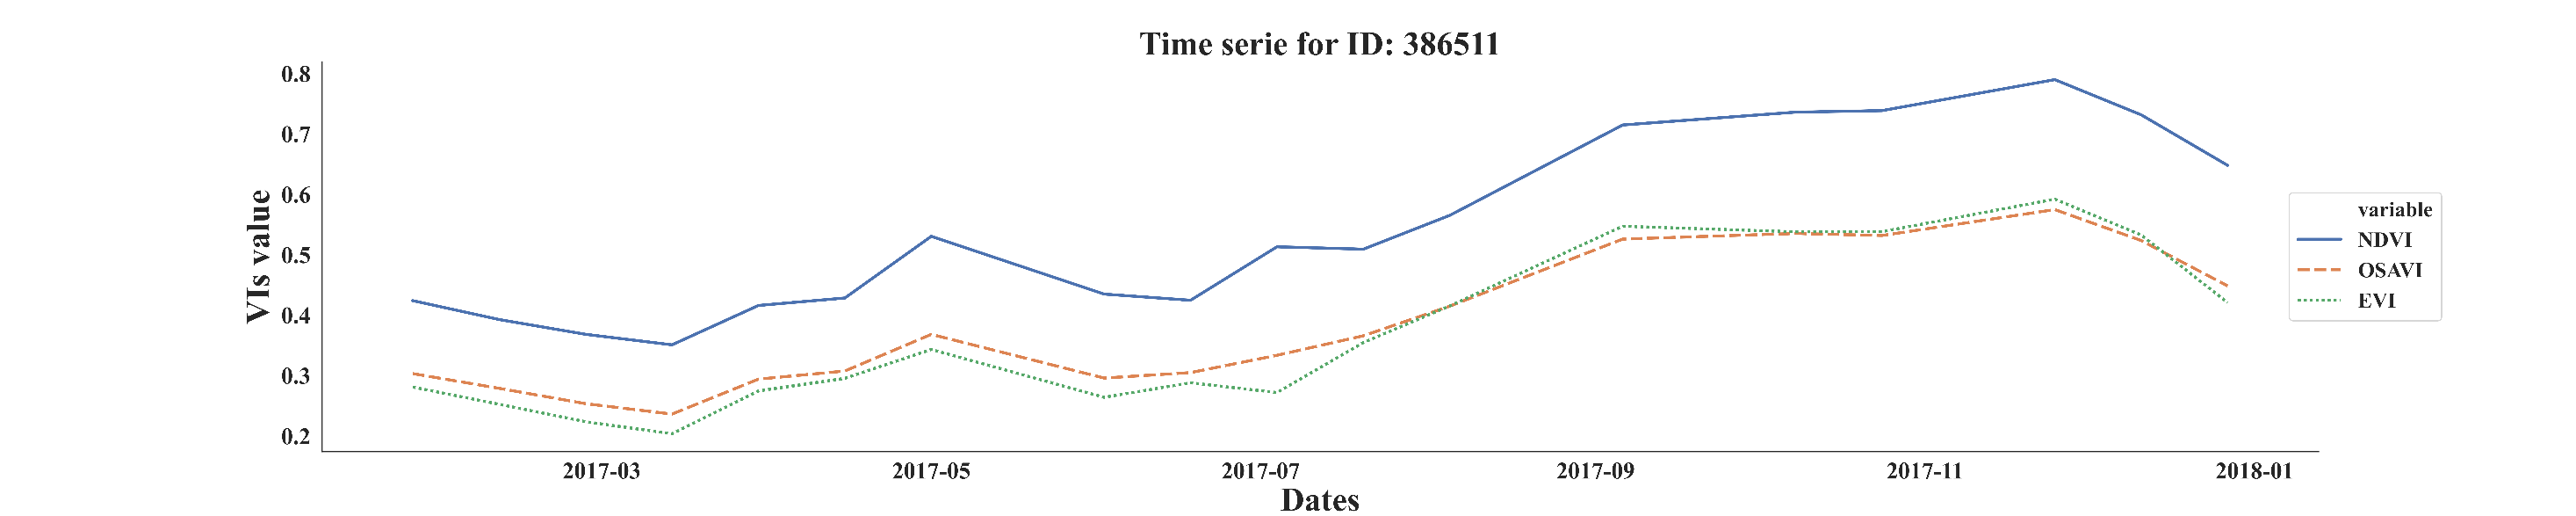 Time serie for ID: 386511
0.8
0.7
0.6
0.5
0.4
0.3
0.2
VIs value
2017-03 2017-05 2017-07 2017-09 2017-11 2018-01
Dates
variable
NDVI
OSAVI
EVI